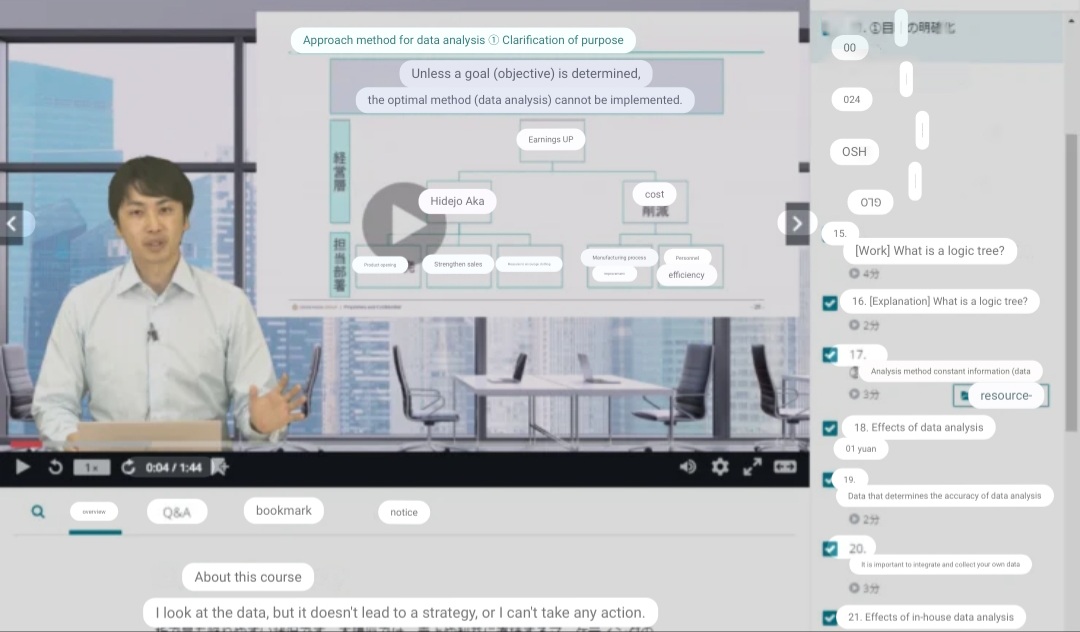 Approach method for data analysis ① Clarification of purpose
Unless a goal (objective) is determined,
the optimal method (data analysis) cannot be implemented.
経営層
Earnings UP
Hidejo Aka
cost
削減
担当部署
Product opening
Strengthen sales
Manufacturing process
improvement
Personnel
efficiency
0:04 / 1:44
1x
overview
Q&A
bookmark
notice
About this course
I look at the data, but it doesn't lead to a strategy, or I can't take any action.
の明確化
00
024
OSH
15.
[Work] What is a logic tree?
4分
16. [Explanation] What is a logic tree?
2分
17.
Analysis method constant information (data
3分
resource-
18. Effects of data analysis
01 yuan
19.
Data that determines the accuracy of data analysis
2分
20.
It is important to integrate and collect your own data
3分
21. Effects of in-house data analysis